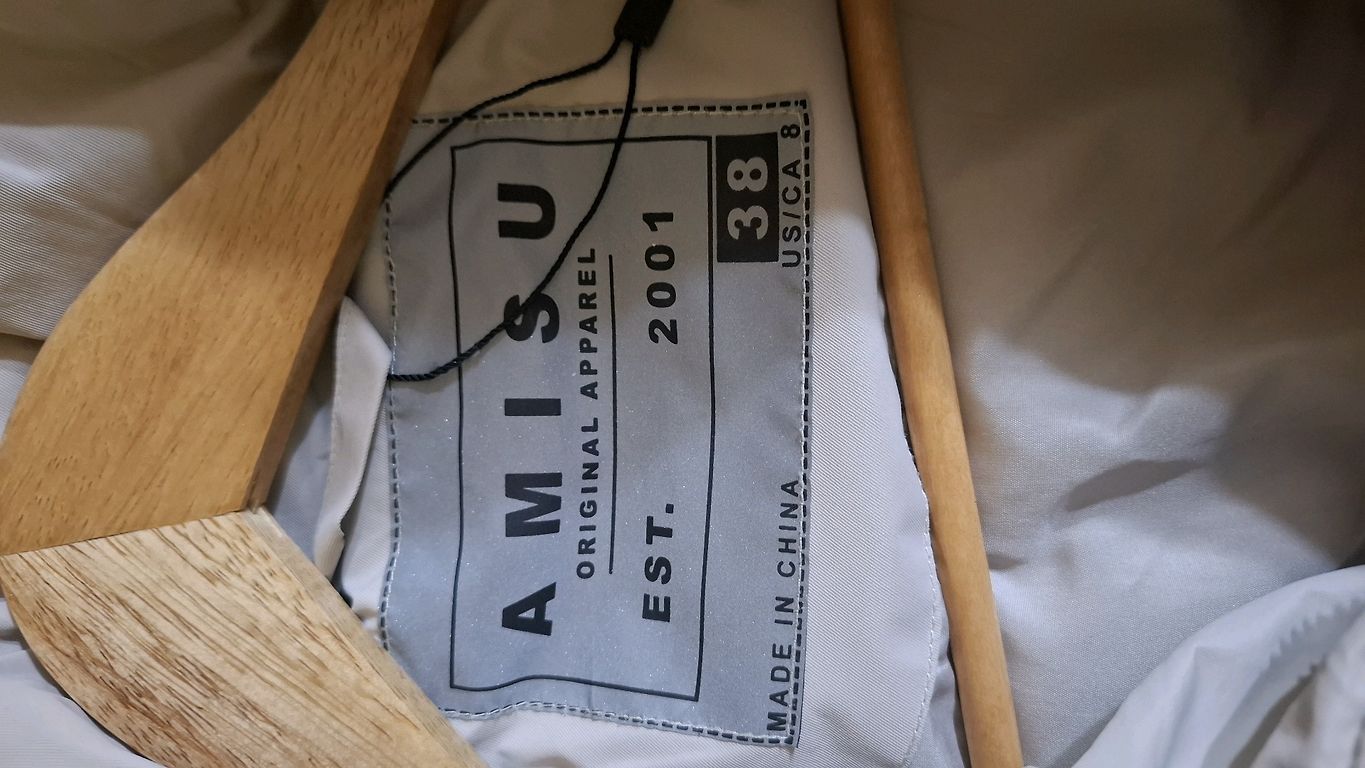 AMISU
ORIGINAL APPAREL
EST. 2001
38
MADE IN CHINA US/CA 8